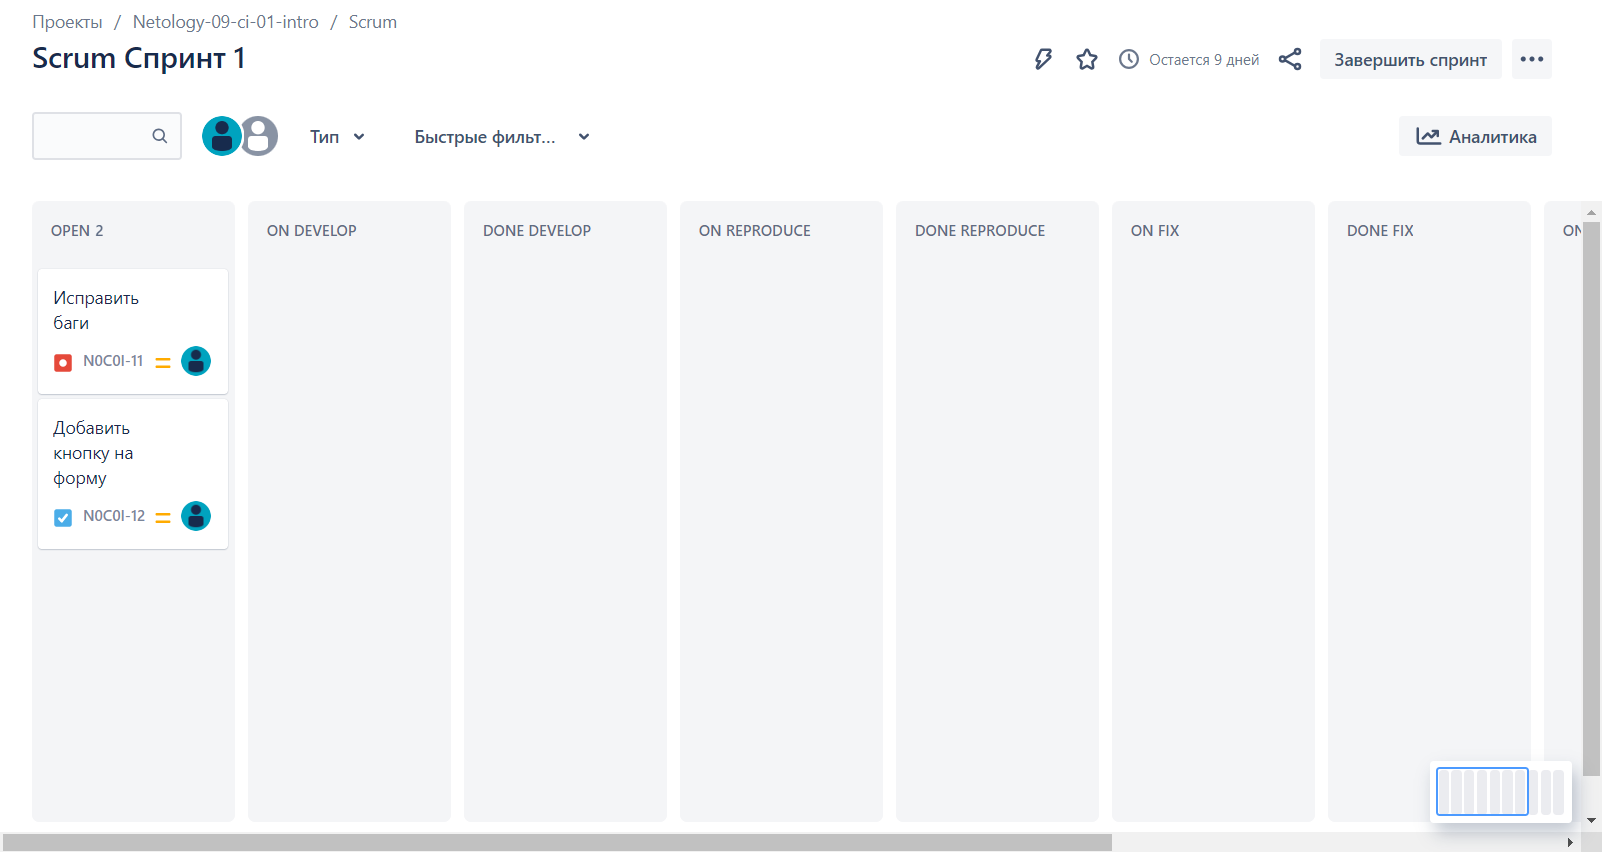 Проекты / Netology-09-ci-01-intro / Scrum
Scrum Спринт 1
Остается 9 дней
Завершить спринт
Тип
Быстрые фильт...
Аналитика
OPEN 2
ON DEVELOP
DONE DEVELOP
ON REPRODUCE
DONE REPRODUCE
ON FIX
DONE FIX
ON
Исправить
баги
N0C0I-11
Добавить
кнопку на
форму
N0C0I-12